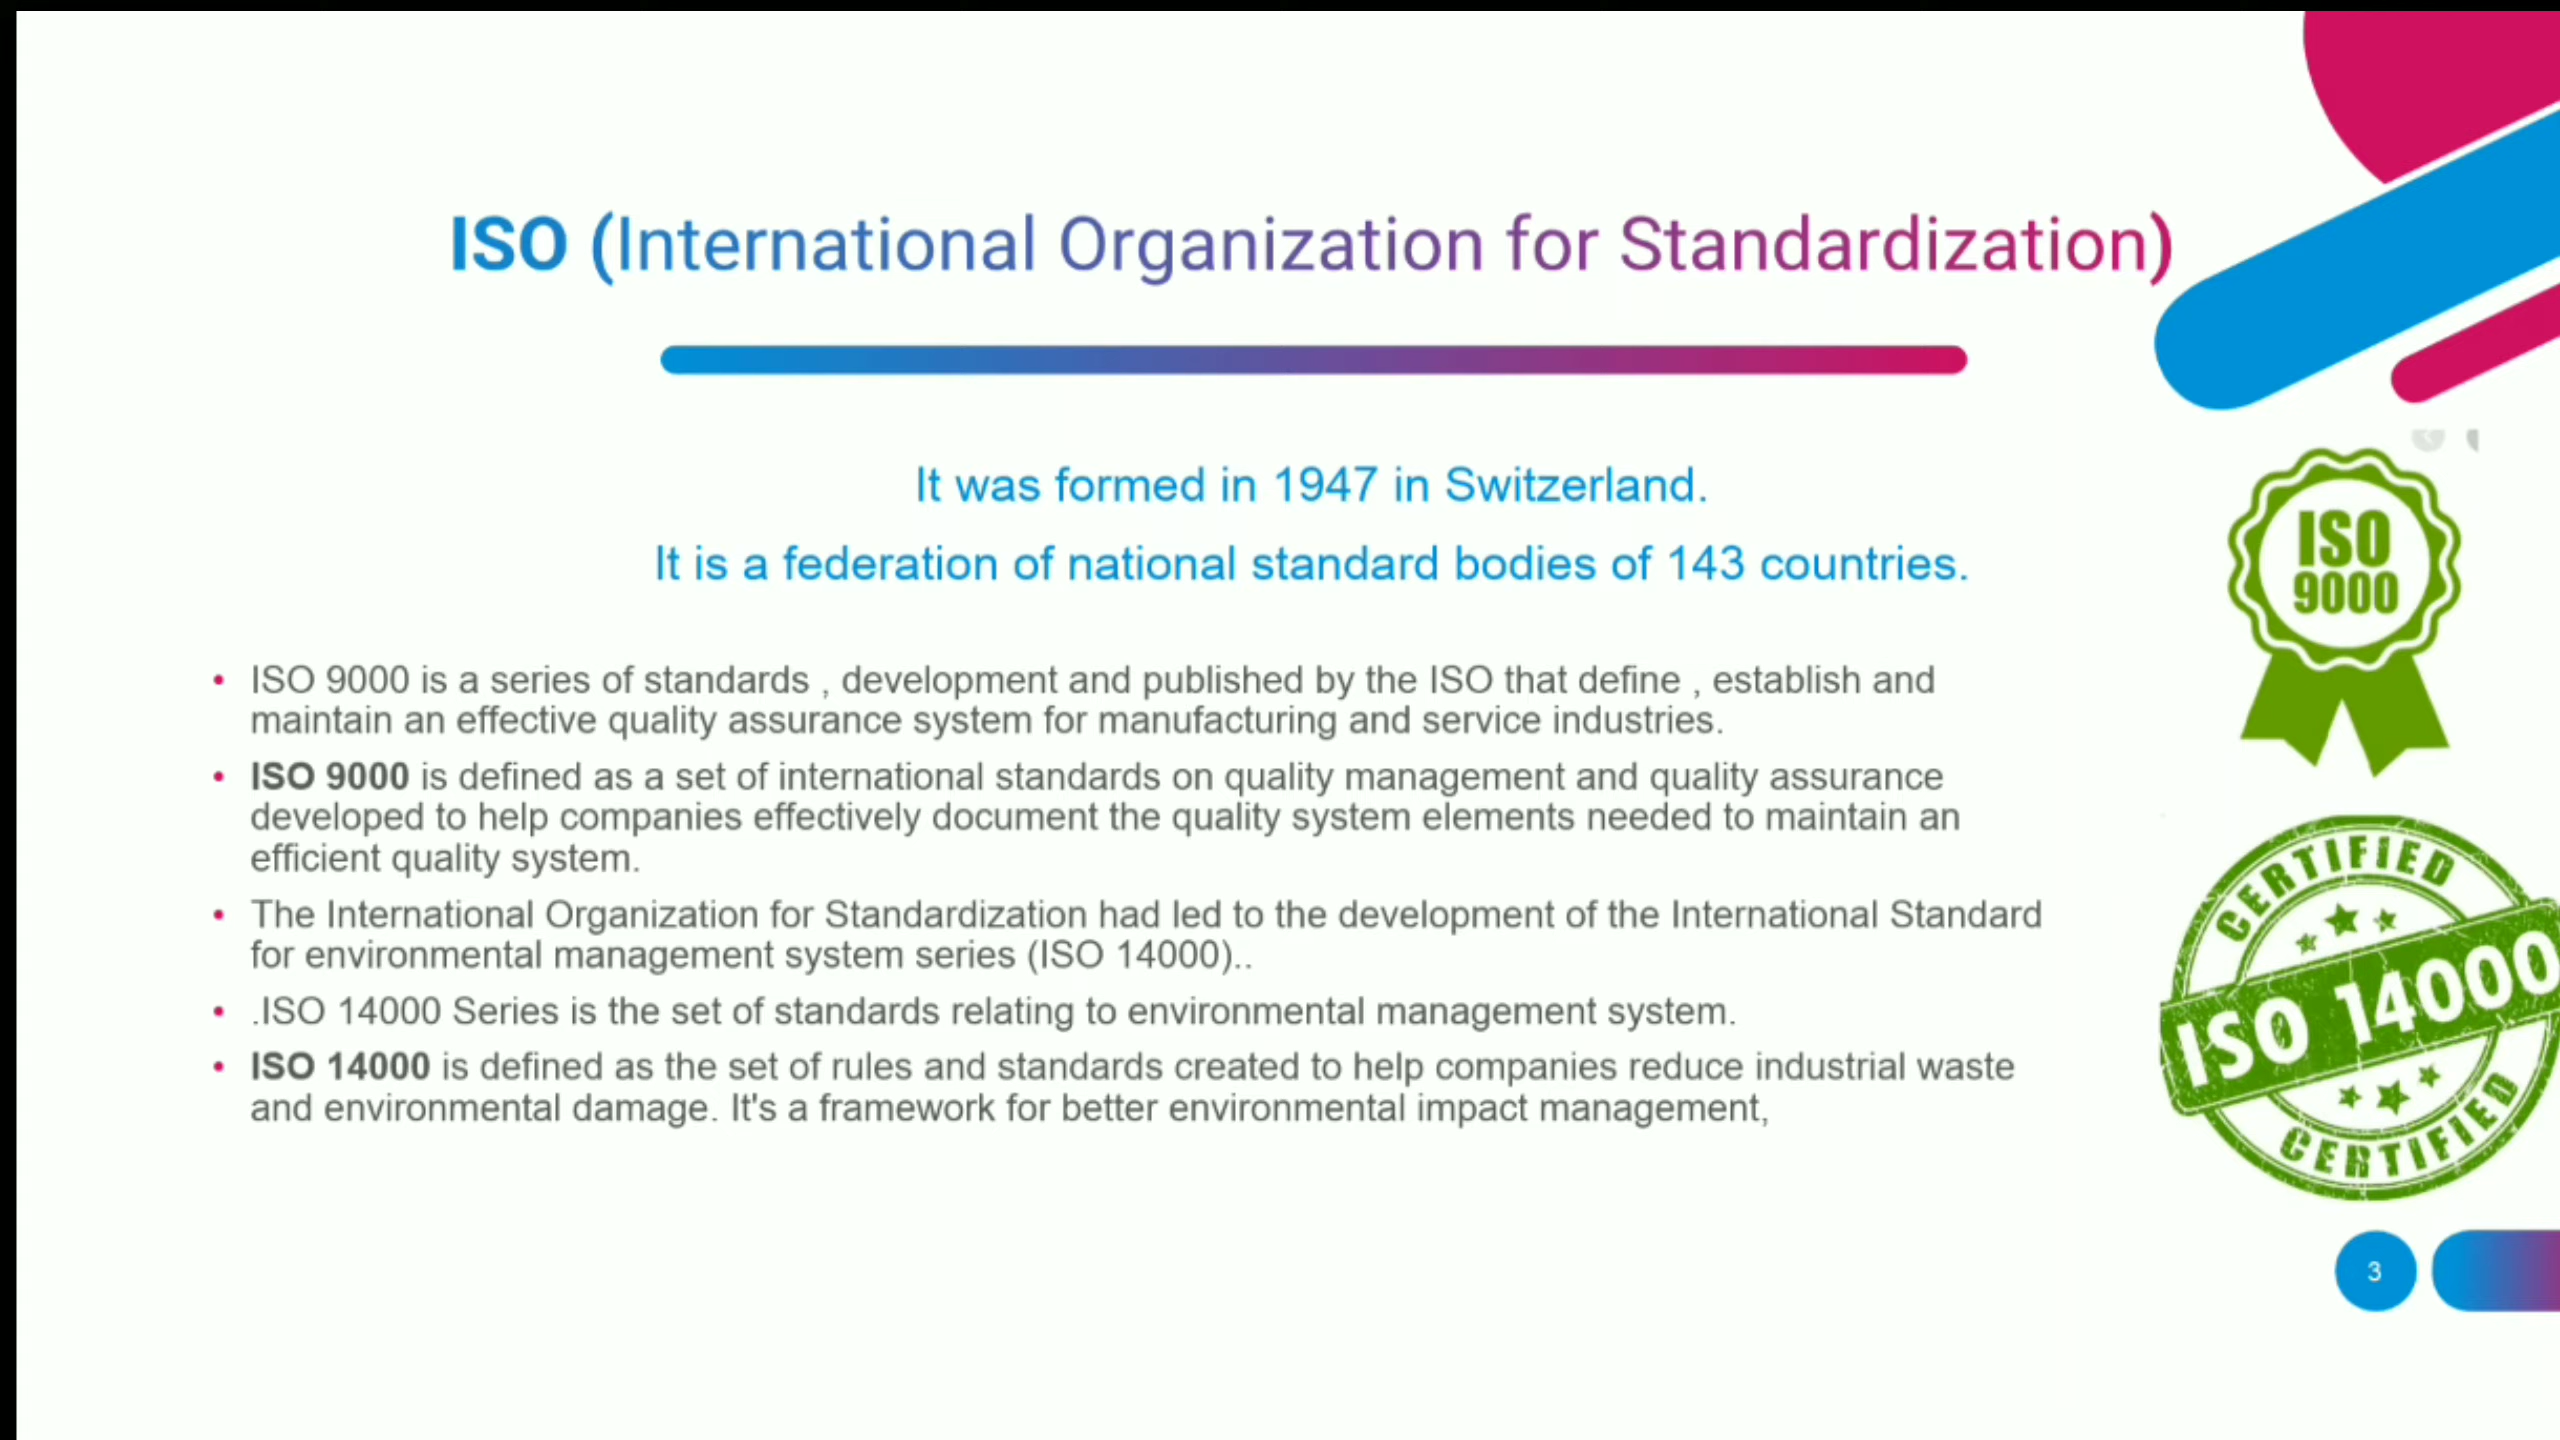 ISO (International Organization for Standardization)
It was formed in 1947 in Switzerland.
It is a federation of national standard bodies of 143 countries.
• ISO 9000 is a series of standards , development and published by the ISO that define , establish and
maintain an effective quality assurance system for manufacturing and service industries.
• ISO 9000 is defined as a set of international standards on quality management and quality assurance
developed to help companies effectively document the quality system elements needed to maintain an
efficient quality system.
• The International Organization for Standardization had led to the development of the International Standard
for environmental management system series (ISO 14000)..
• .ISO 14000 Series is the set of standards relating to environmental management system.
• ISO 14000 is defined as the set of rules and standards created to help companies reduce industrial waste
and environmental damage. It's a framework for better environmental impact management,
ISO
9000
CERTIFIED
ISO 14000
CERTIFIED
3